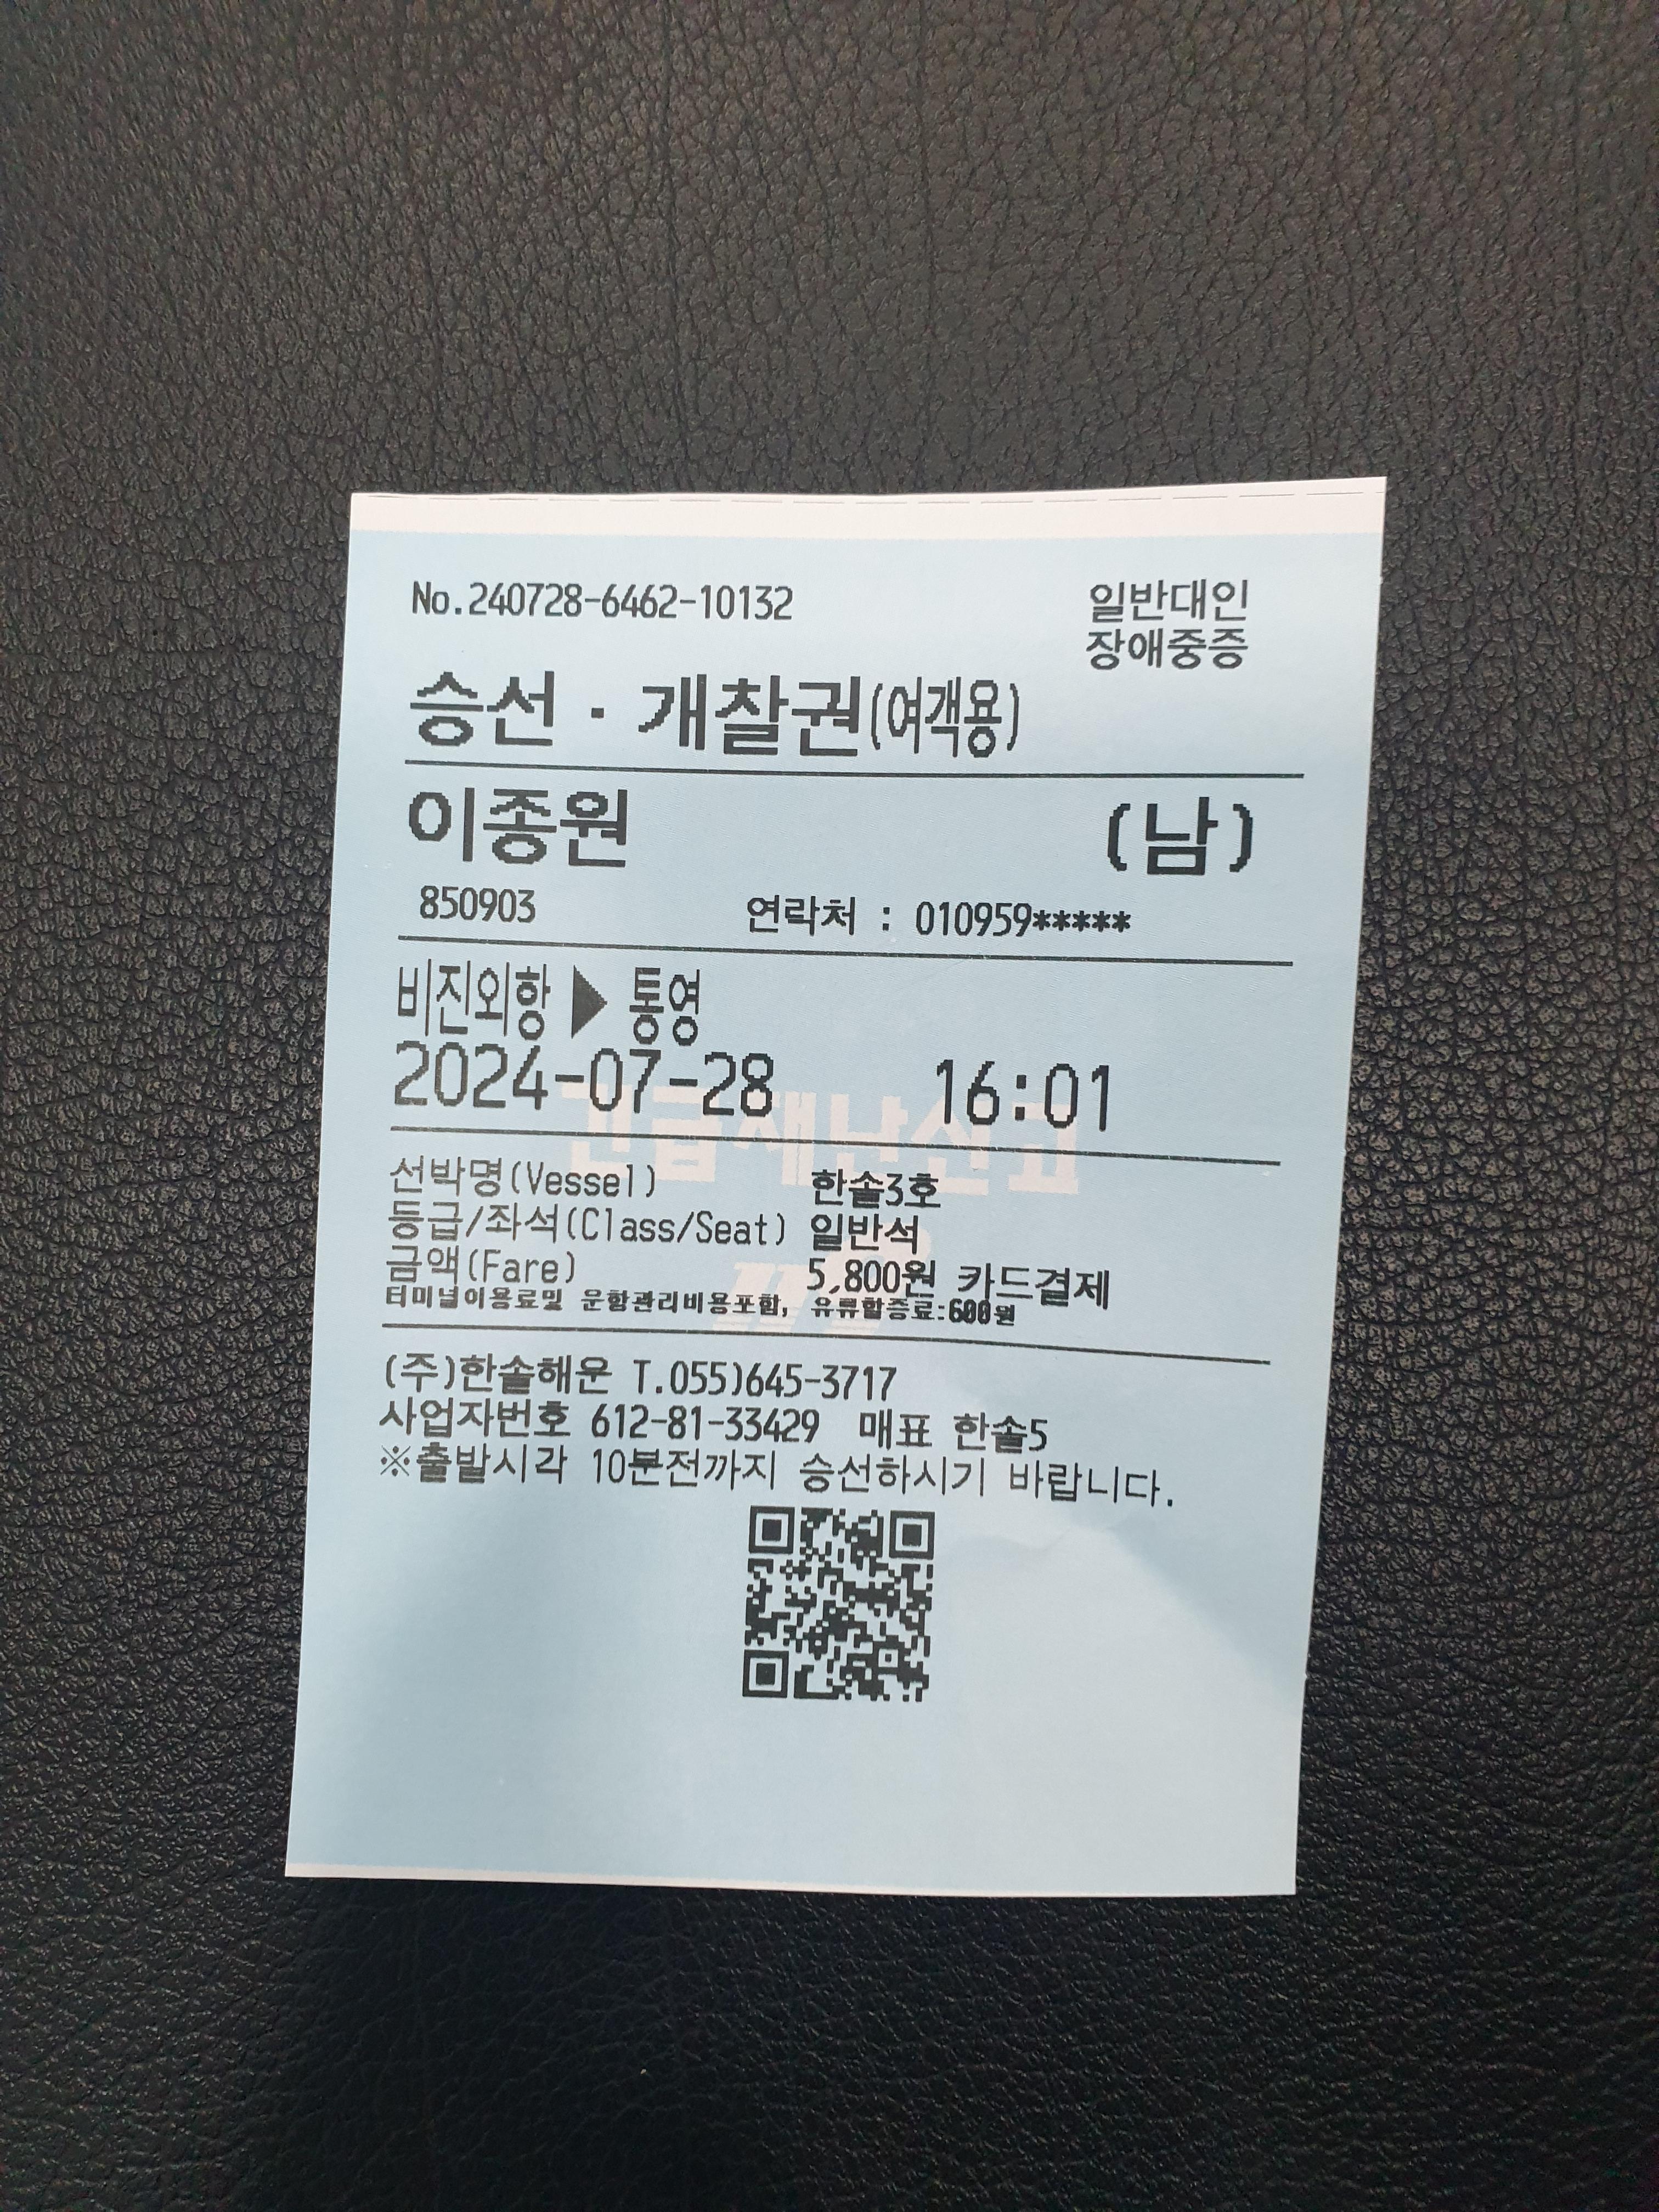 No.240728-6462-10132 일반대인
장애중증
승선 · 개찰권(여객용)
이종원 (남)
850903 연락처 : 010959*****
비진외항 ▶ 통영
2024-07-28 16:01
긴급재난신고
선박명(Vessel) 한솔3호
등급/좌석(Class/Seat) 일반석
금액(Fare) 5,800원 카드결제
터미널이용료및 운항관리비용포함, 유류할증료:600원
(주)한솔해운 T.055)645-3717
사업자번호 612-81-33429 매표 한솔5
※출발시각 10분전까지 승선하시기 바랍니다.